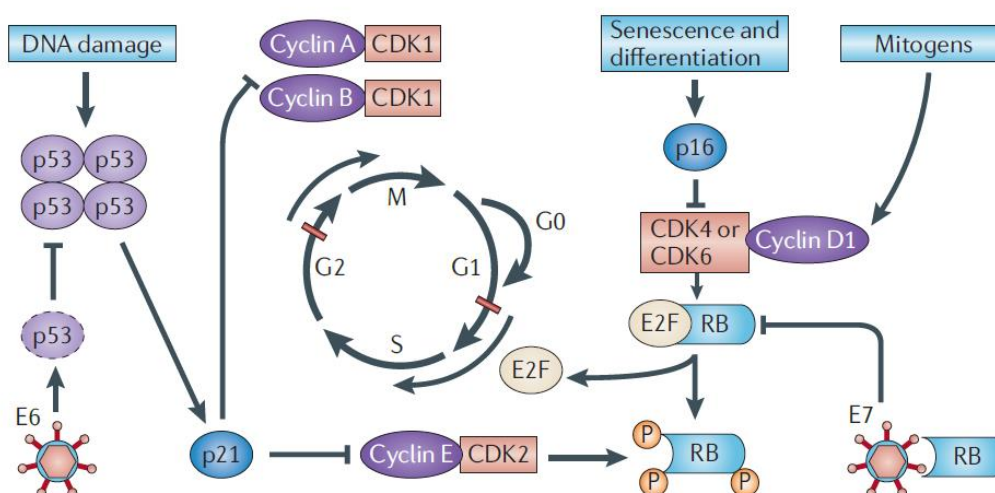 DNA damage
Cyclin A CDK1
Cyclin B CDK1
Senescence and
differentiation
Mitogens
p53 p53
p53 p53
p16
M
G0
CDK4 or
CDK6
Cyclin D1
G2
G1
p53
E2F RB
S
E2F
E6
E7
p21
Cyclin E CDK2
P
RB
P
P
RB